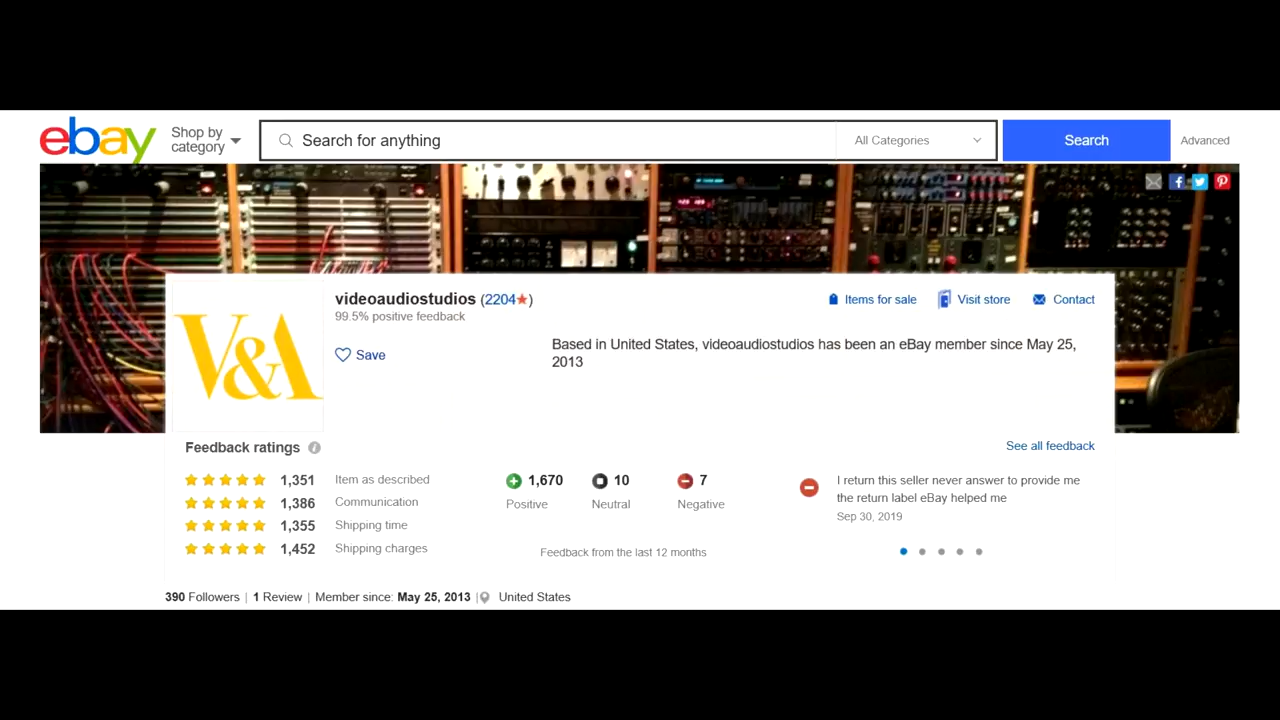 ebay
Shop by
category
Search for anything
All Categories
Search
Advanced
V&A
videoaudiostudios (2204)
99.5% positive feedback
Items for sale
Visit store
Contact
Save
Based in United States, videoaudiostudios has been an eBay member since May 25,
2013
Feedback ratings
See all feedback
1,351 Item as described
1,386 Communication
1,355 Shipping time
1,452 Shipping charges
1,670 10 7
Positive Neutral Negative
Feedback from the last 12 months
I return this seller never answer to provide me
the return label eBay helped me
Sep 30, 2019
390 Followers | 1 Review | Member since: May 25, 2013 | United States